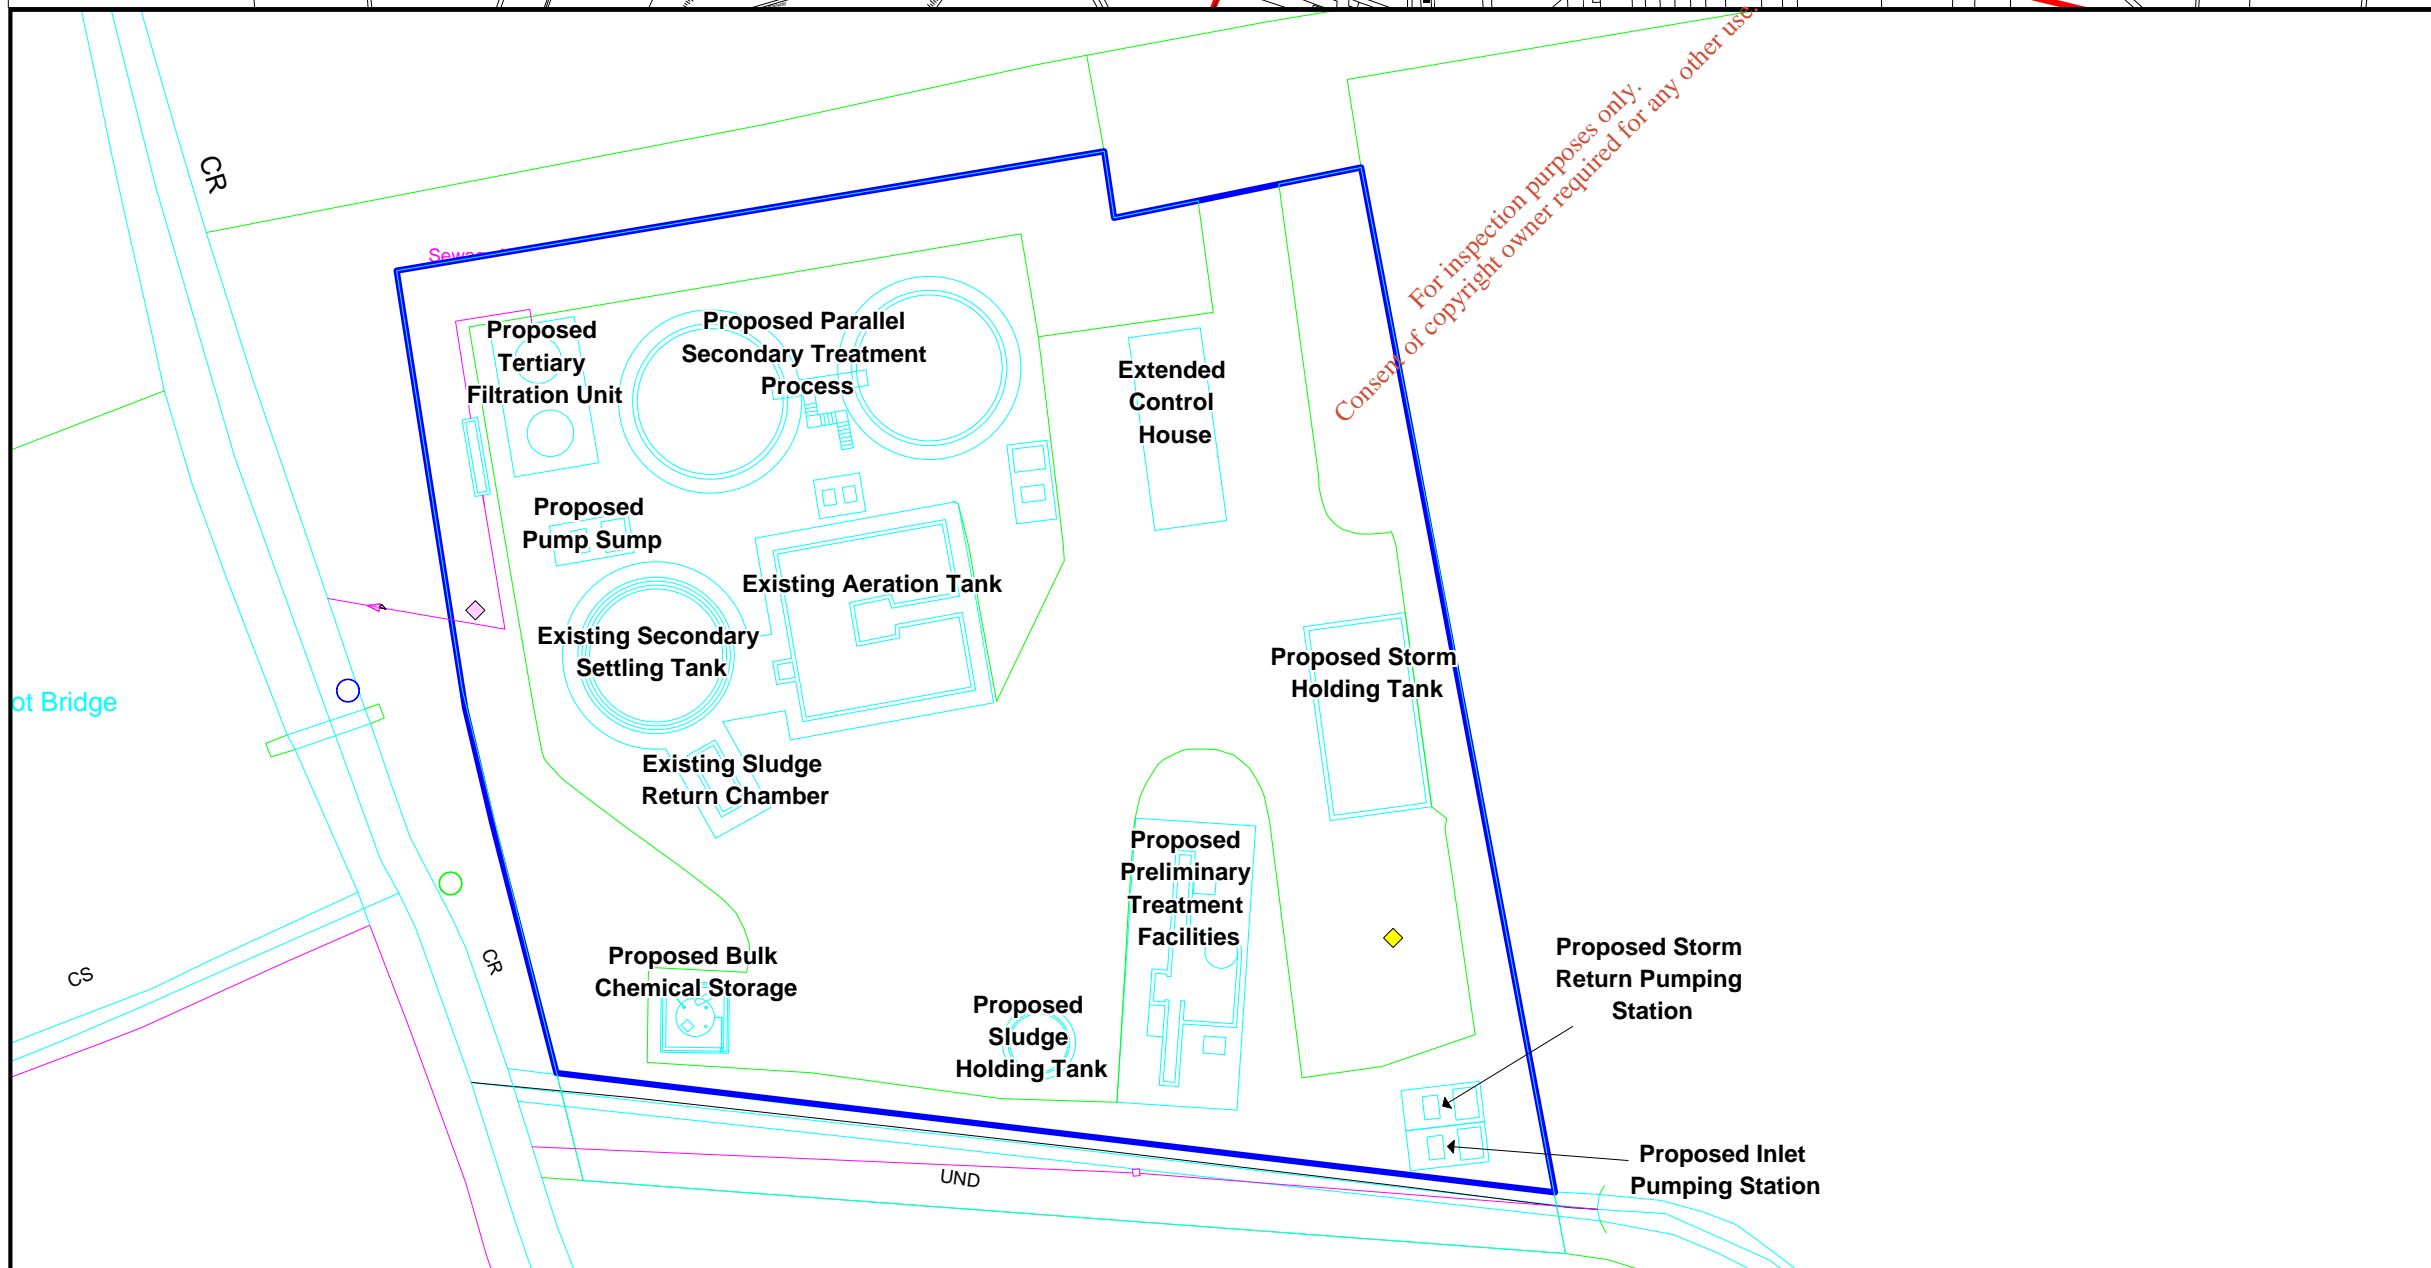 For inspection purposes only.
Consent of copyright owner required for any other use.
CR
Proposed
Tertiary
Filtration Unit
Proposed Parallel
Secondary Treatment
Process
Extended
Control
House
Proposed
Pump Sump
Existing Aeration Tank
Existing Secondary
Settling Tank
Proposed Storm
Holding Tank
ot Bridge
Existing Sludge
Return Chamber
Proposed
Preliminary
Treatment
Facilities
CR
CS
Proposed Bulk
Chemical Storage
Proposed
Sludge
Holding Tank
Proposed Storm
Return Pumping
Station
Proposed Inlet
Pumping Station
UND